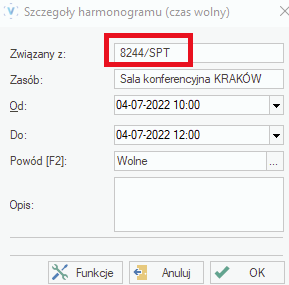 Szczegóły harmonogramu (czas wolny)
Związany z: 8244/SPT
Zasób: Sala konferencyjna KRAKÓW
Od: 04-07-2022 10:00
Do: 04-07-2022 12:00
Powód [F2]: Wolne ...
Opis:
Funkcje Anuluj OK